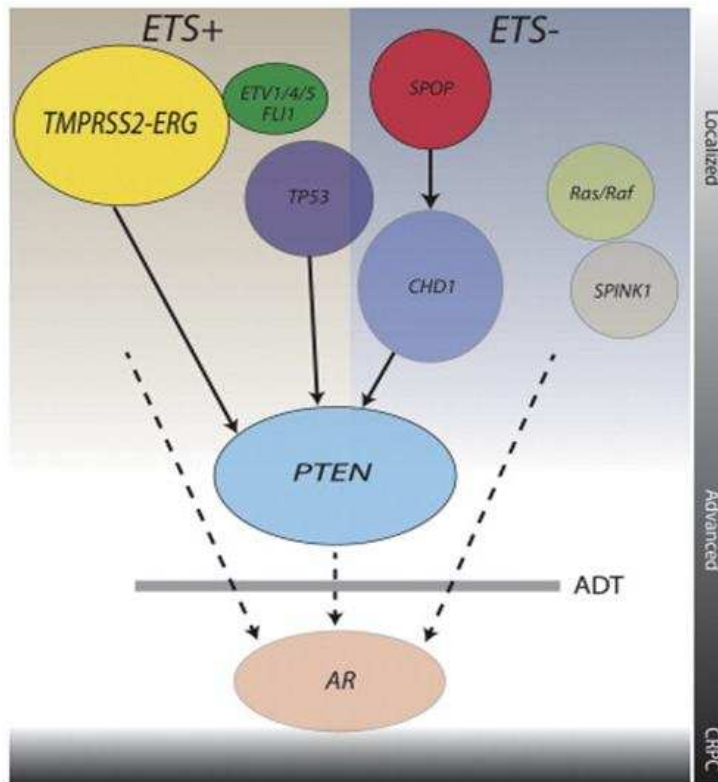 ETS+
ETS-
TMPRSS2-ERG
ETV1/4/5
FLI1
SPOP
TP53
Ras/Raf
CHD1
SPINK1
PTEN
ADT
AR
Localized
Advanced
CRPC